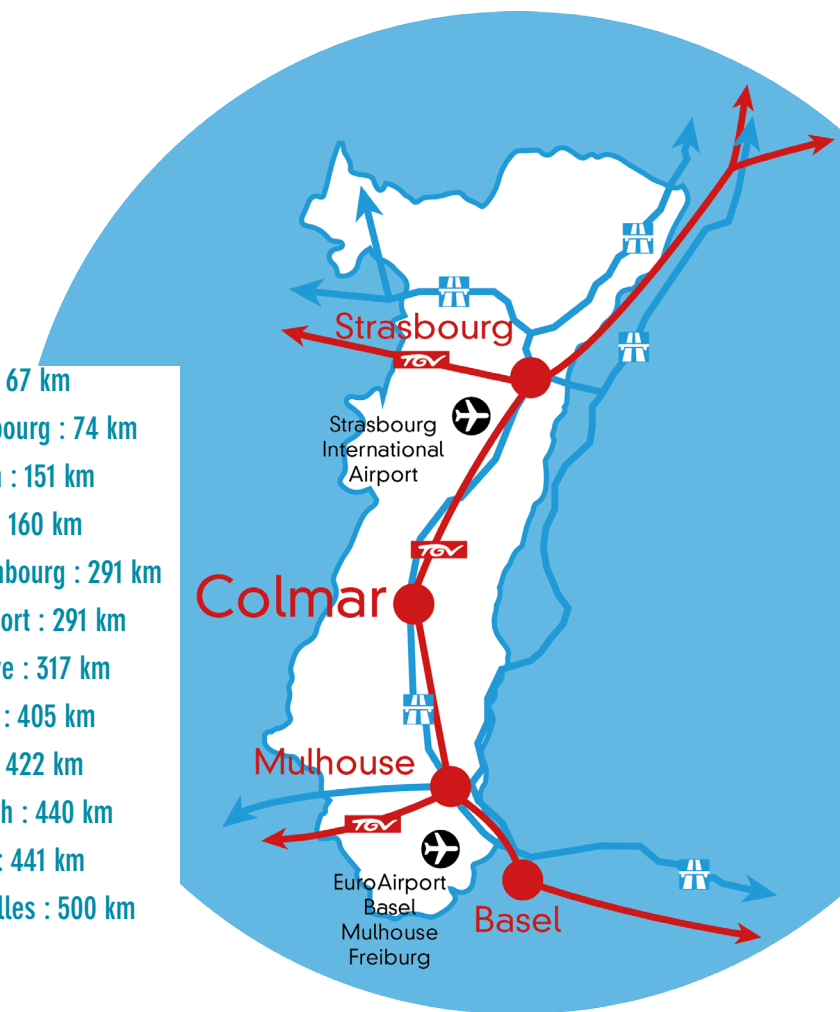 Strasbourg
TGV
67 km
bourg : 74 km
Strasbourg
International
Airport
: 151 km
160 km
TGV
bourg : 291 km
Colmar
ort : 291 km
e : 317 km
: 405 km
Mulhouse
422 km
h : 440 km
TGV
: 441 km
EuroAirport
Basel
Mulhouse
Freiburg
lles : 500 km
Basel